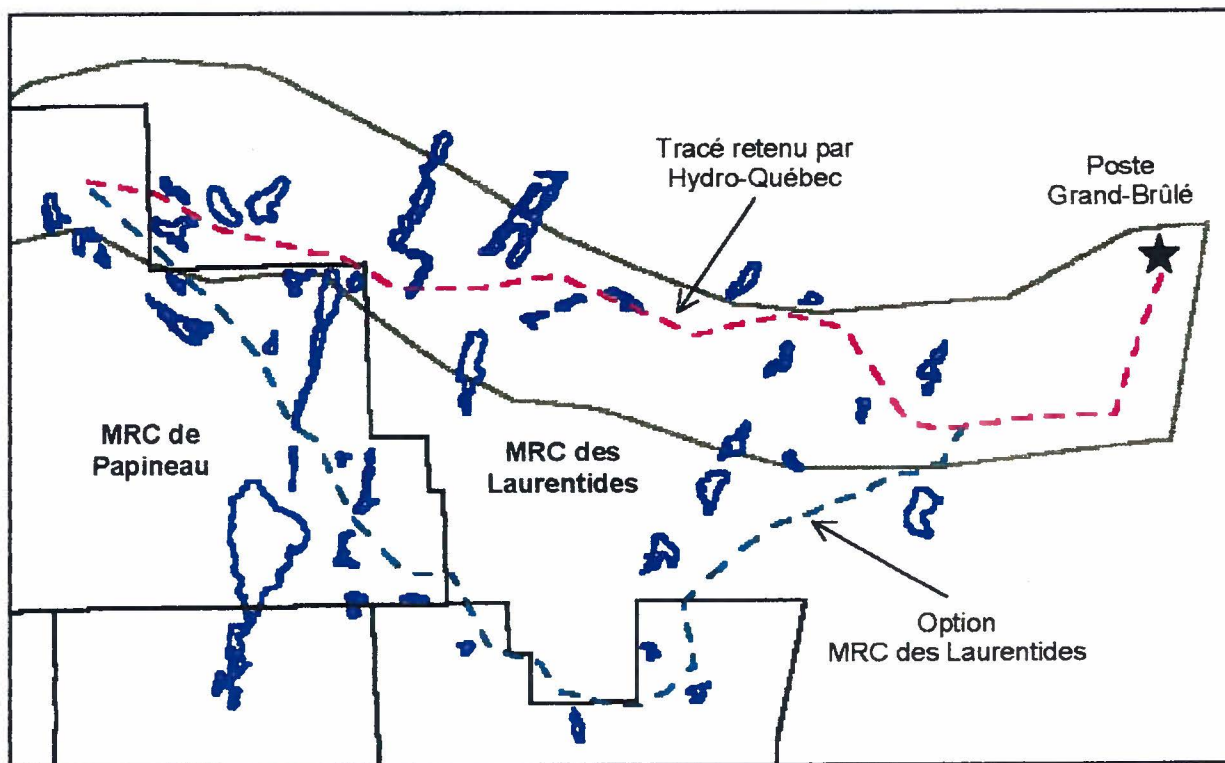 Tracé retenu par
Hydro-Québec
Poste
Grand-Brûlé
MRC de
Papineau
MRC des
Laurentides
Option
MRC des Laurentides